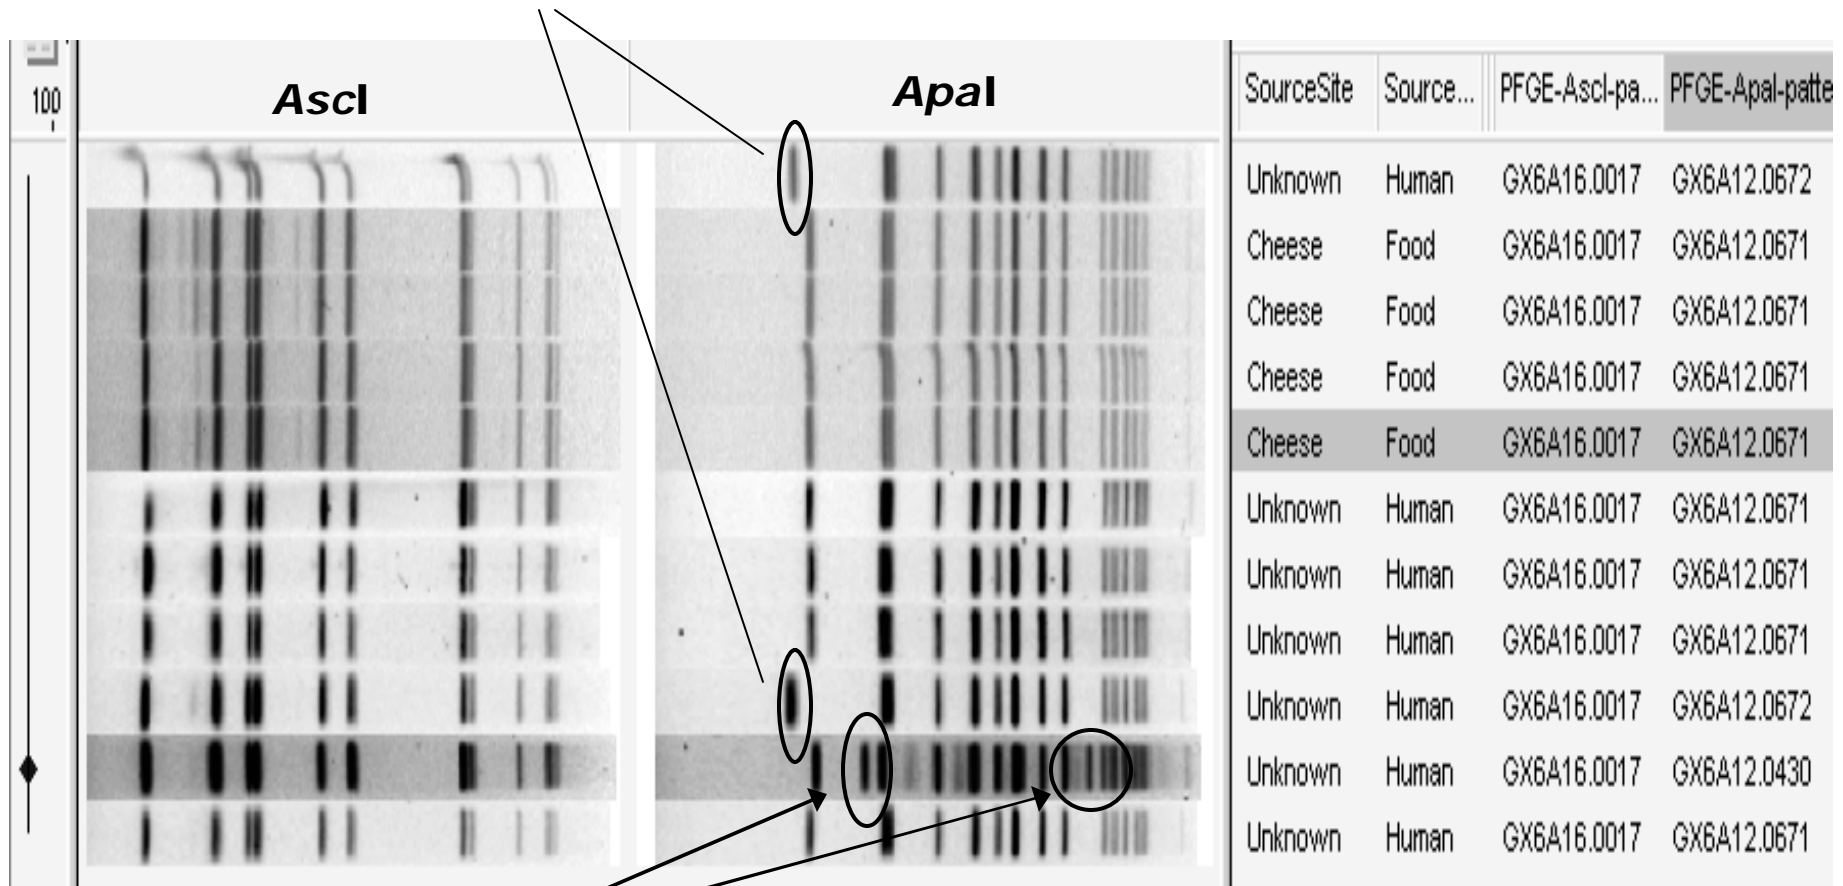 100
AscI
ApaI
SourceSite Source... PFGE-AscI-pa... PFGE-ApaI-patte
Unknown Human GX6A16.0017 GX6A12.0672
Cheese Food GX6A16.0017 GX6A12.0671
Cheese Food GX6A16.0017 GX6A12.0671
Cheese Food GX6A16.0017 GX6A12.0671
Cheese Food GX6A16.0017 GX6A12.0671
Unknown Human GX6A16.0017 GX6A12.0671
Unknown Human GX6A16.0017 GX6A12.0671
Unknown Human GX6A16.0017 GX6A12.0671
Unknown Human GX6A16.0017 GX6A12.0672
Unknown Human GX6A16.0017 GX6A12.0430
Unknown Human GX6A16.0017 GX6A12.0671